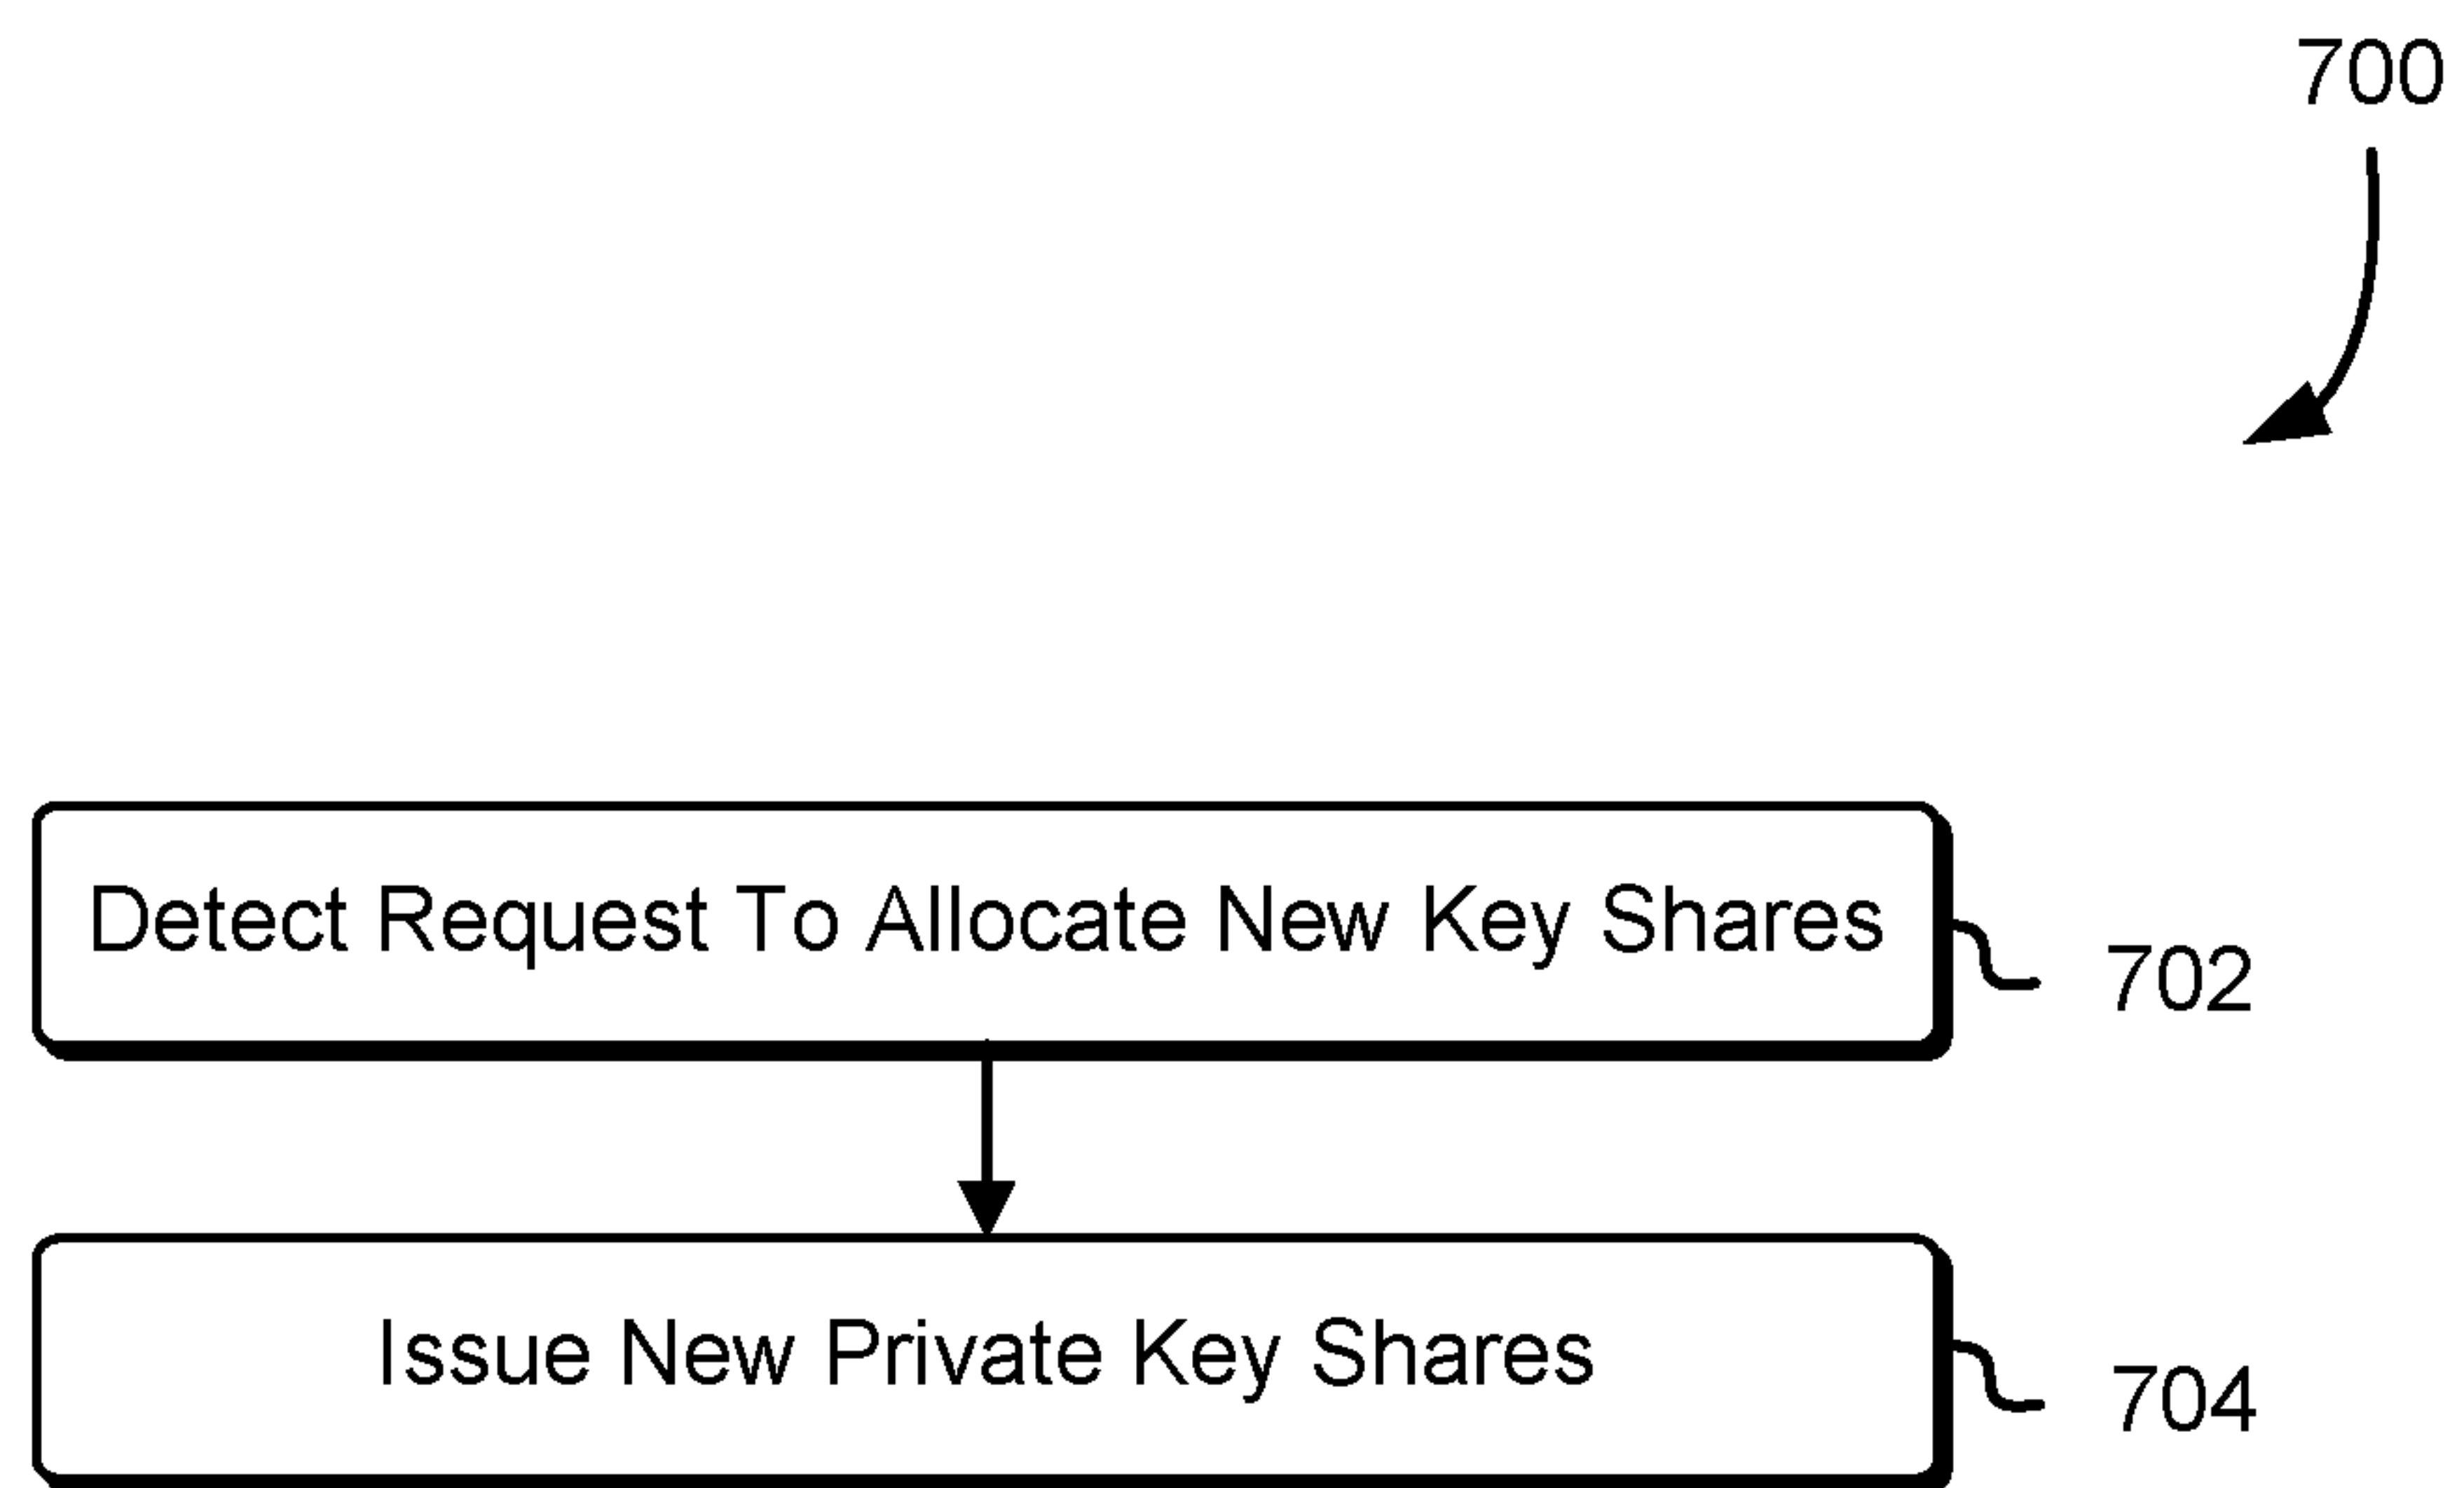 700
Detect Request To Allocate New Key Shares
702
Issue New Private Key Shares
704